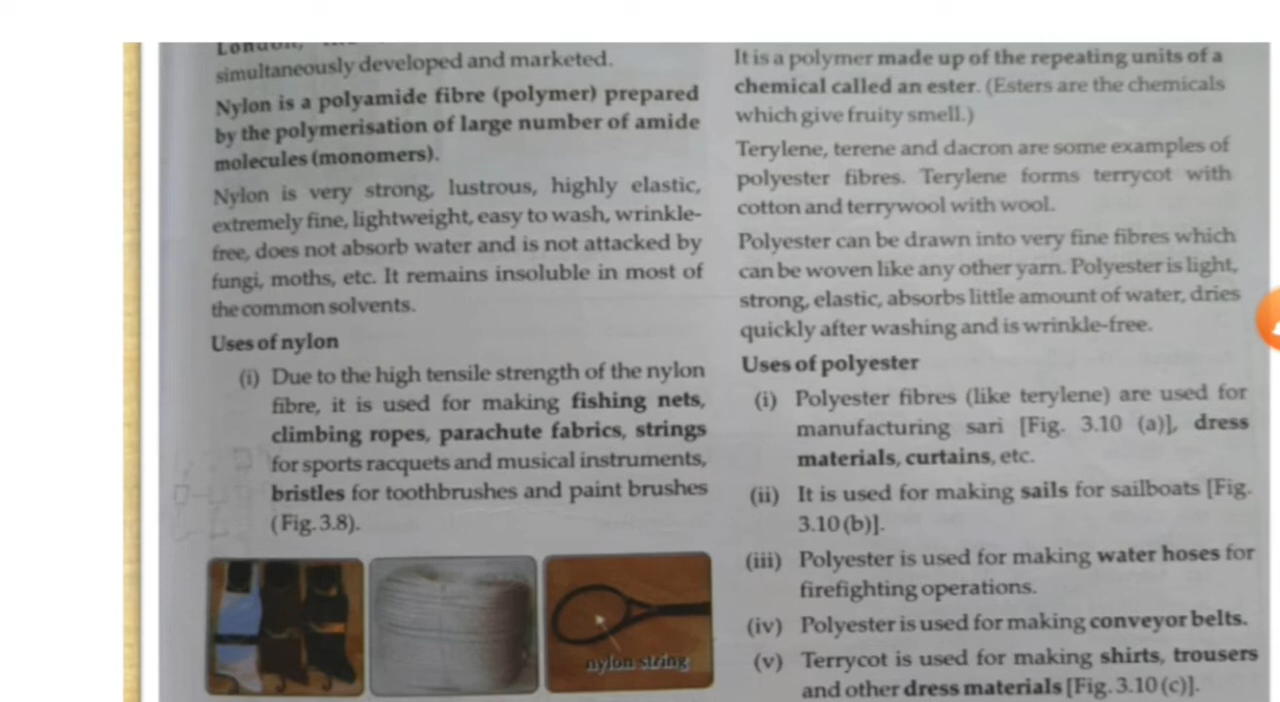 simultaneously developed and marketed.
Nylon is a polyamide fibre (polymer) prepared
by the polymerisation of large number of amide
molecules (monomers).
Nylon is very strong, lustrous, highly elastic,
extremely fine, lightweight, easy to wash, wrinkle-
free, does not absorb water and is not attacked by
fungi, moths, etc. It remains insoluble in most of
the common solvents.
Uses of nylon
(i) Due to the high tensile strength of the nylon
fibre, it is used for making fishing nets,
climbing ropes, parachute fabrics, strings
for sports racquets and musical instruments,
bristles for toothbrushes and paint brushes
(Fig. 3.8).
nylon string
It is a polymer made up of the repeating units of a
chemical called an ester. (Esters are the chemicals
which give fruity smell.)
Terylene, terene and dacron are some examples of
polyester fibres. Terylene forms terrycot with
cotton and terrywool with wool.
Polyester can be drawn into very fine fibres which
can be woven like any other yarn. Polyester is light,
strong, elastic, absorbs little amount of water, dries
quickly after washing and is wrinkle-free.
Uses of polyester
(i) Polyester fibres (like terylene) are used for
manufacturing sari [Fig. 3.10 (a)], dress
materials, curtains, etc.
(ii) It is used for making sails for sailboats [Fig.
3.10 (b)].
(iii) Polyester is used for making water hoses for
firefighting operations.
(iv) Polyester is used for making conveyor belts.
(v) Terrycot is used for making shirts, trousers
and other dress materials [Fig. 3.10 (c)].